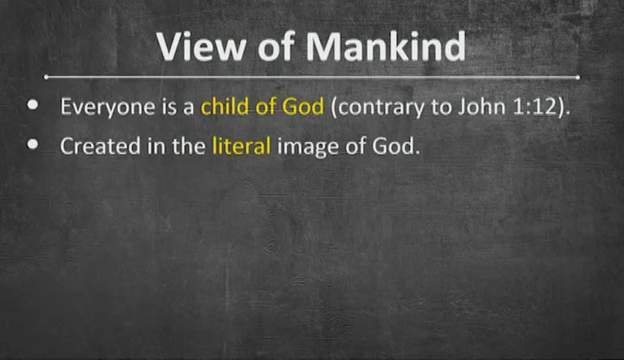 View of Mankind
• Everyone is a child of God (contrary to John 1:12).
• Created in the literal image of God.